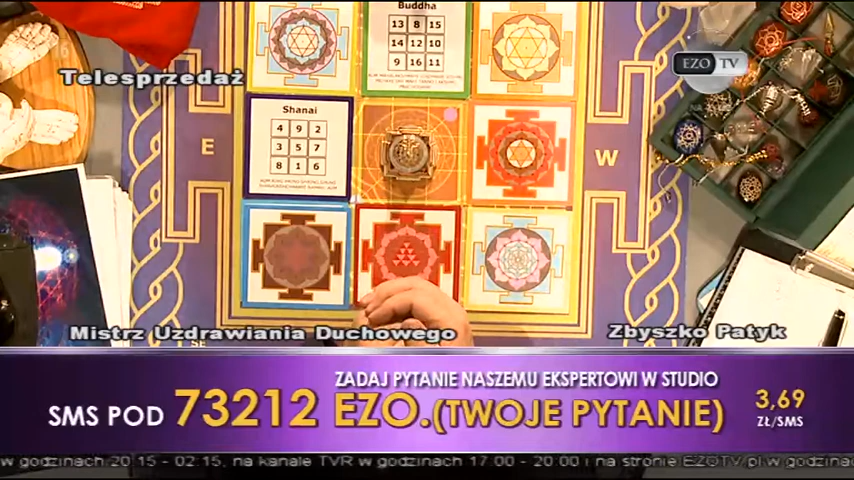 Buddha
13 8 15
14 12 10
9 16 11
EZO TV
Telesprzedaż
Shanai
4 9 2
3 5 7
8 1 6
E
W
Mistrz Uzdrawiania Duchowego
Zbyszko Patyk
SE
ZADAJ PYTANIE NASZEMU EKSPERTOWI W STUDIO
SMS POD 73212 EZO.(TWOJE PYTANIE)
3,69
ZŁ/SMS
w godzinach 20:15 - 02:15, na kanale TVR w godzinach 17:00 - 20:00 i na stronie EZOTV.pl w godzinach 20